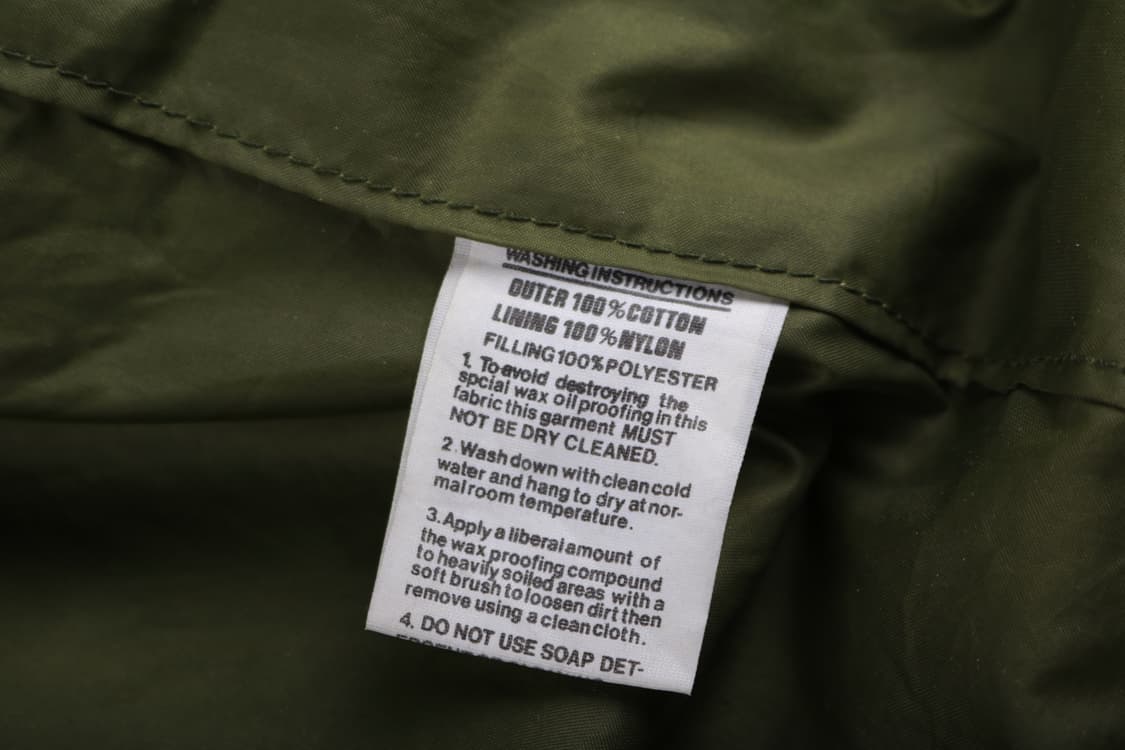 WASHING INSTRUCTIONS
OUTER 100% COTTON
LINING 100% NYLON
FILLING 100% POLYESTER
1. To avoid destroying the
spcial wax oil proofing in this
fabric this garment MUST
NOT BE DRY CLEANED.
2. Wash down with clean cold
water and hang to dry at nor-
mal room temperature.
3. Apply a liberal amount of
the wax proofing compound
to heavily soiled areas with a
soft brush to loosen dirt then
remove using a clean cloth.
4. DO NOT USE SOAP DET-